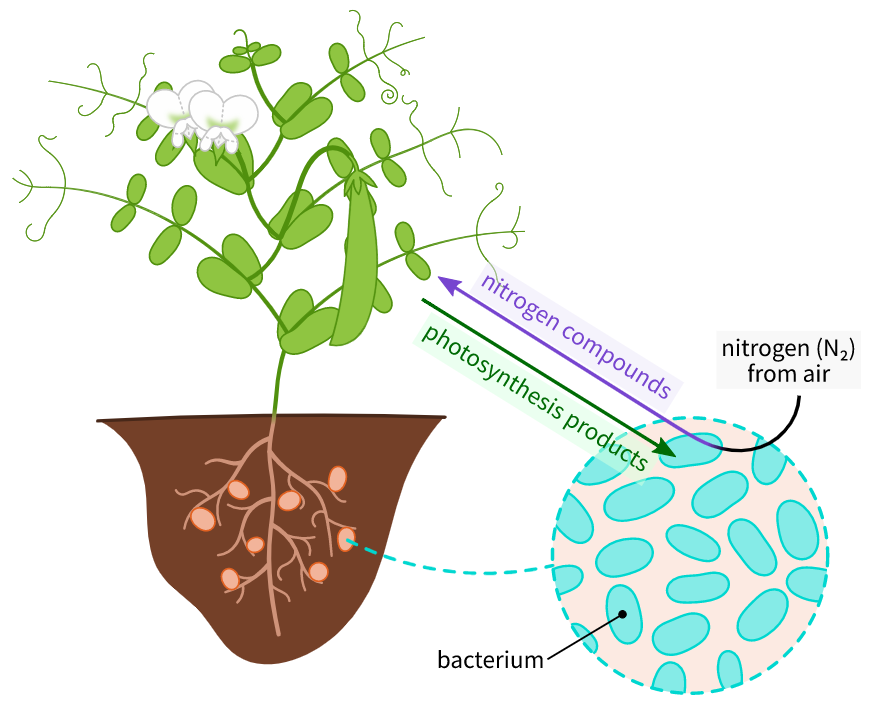 nitrogen compounds
photosynthesis products
nitrogen (N₂)
from air
bacterium